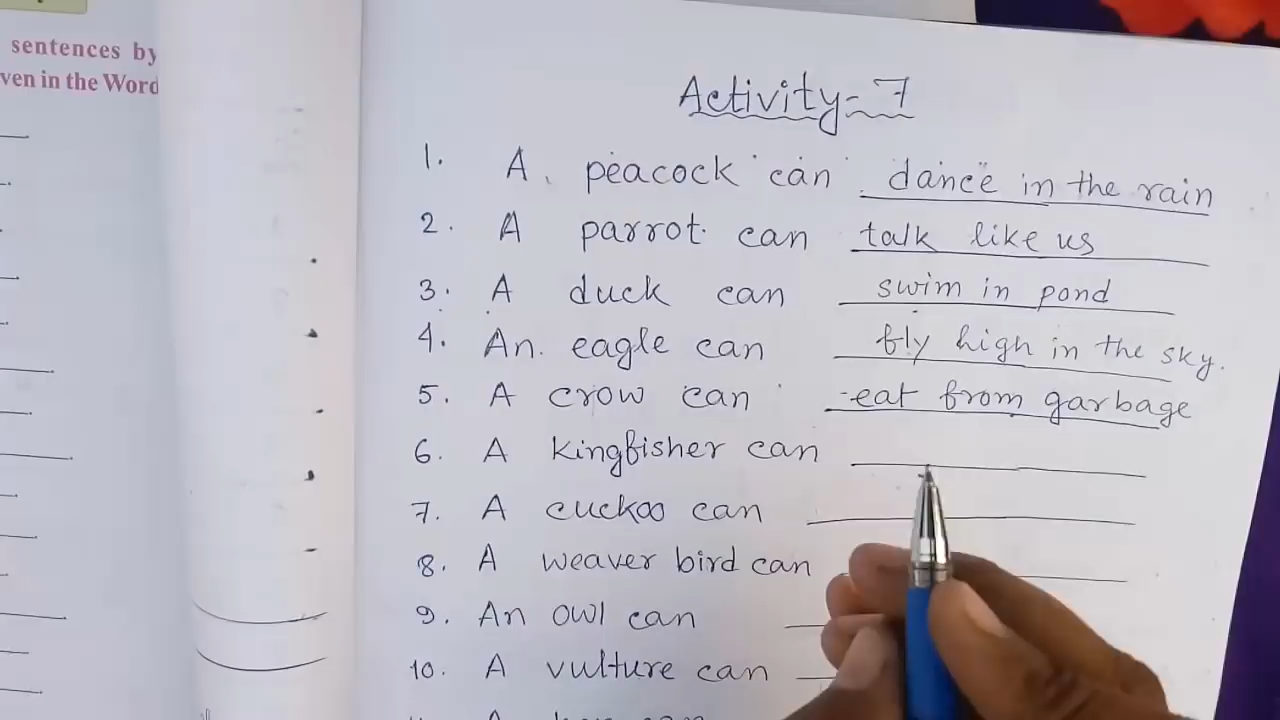 sentences by
ven in the Word
Activity-7
1. A peacock can dance in the rain
2. A parrot can talk like us
3. A duck can swim in pond
4. An eagle can fly high in the sky.
5. A crow can eat from garbage
6. A kingfisher can
7. A cuckoo can
8. A weaver bird can
9. An owl can
10. A vulture can